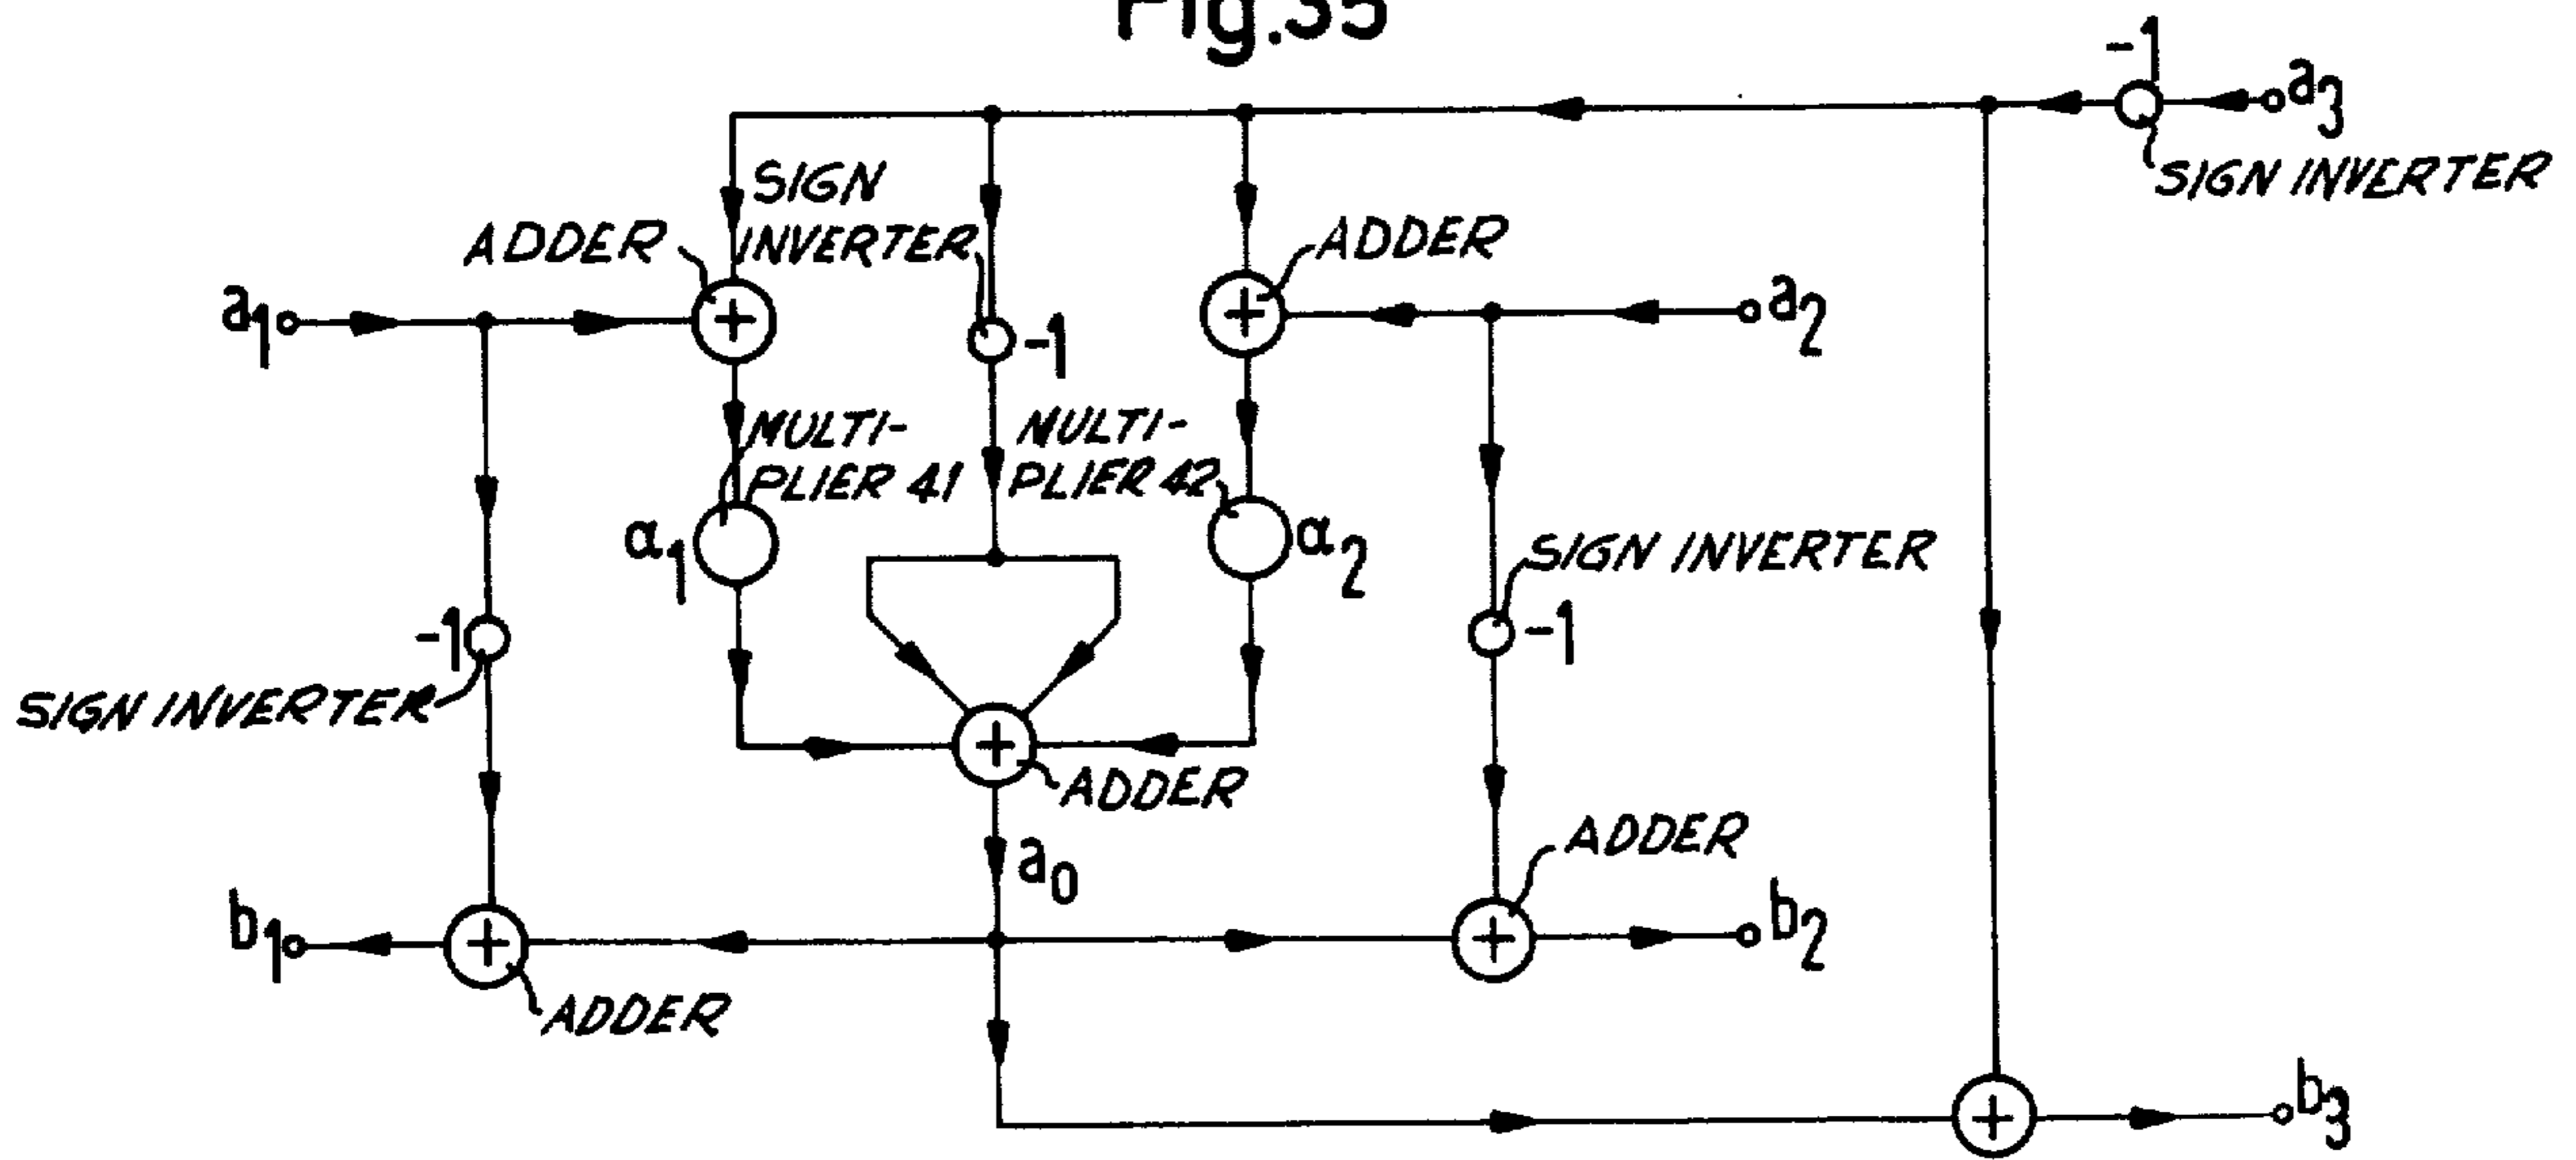 Fig.35
-1
a3
SIGN INVERTER
SIGN
INVERTER
ADDER
ADDER
a1
+
-1
+
a2
MULTI-
PLIER 41
MULTI-
PLIER 42
α1
α2
SIGN INVERTER
-1
-1
SIGN INVERTER
+
ADDER
a0
ADDER
b1
+
+
b2
ADDER
+
b3